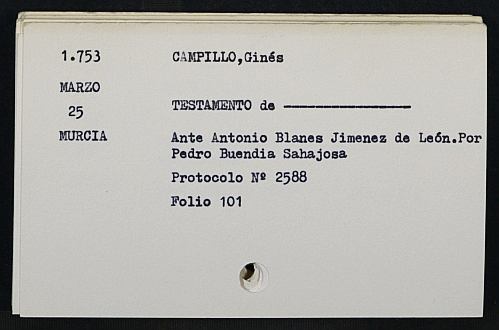 1.753 CAMPILLO,Ginés
MARZO
25 TESTAMENTO de ————————
MURCIA Ante Antonio Blanes Jimenez de León.Por
Pedro Buendia Sahajosa
Protocolo Nº 2588
Folio 101